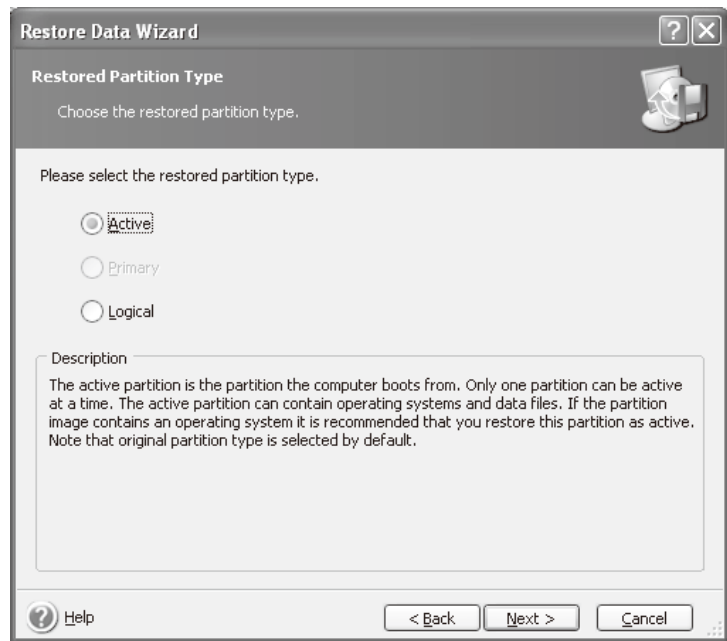 Restore Data Wizard
Restored Partition Type
Choose the restored partition type.
Please select the restored partition type.
Active
Primary
Logical
Description
The active partition is the partition the computer boots from. Only one partition can be active
at a time. The active partition can contain operating systems and data files. If the partition
image contains an operating system it is recommended that you restore this partition as active.
Note that original partition type is selected by default.
Help
< Back
Next >
Cancel